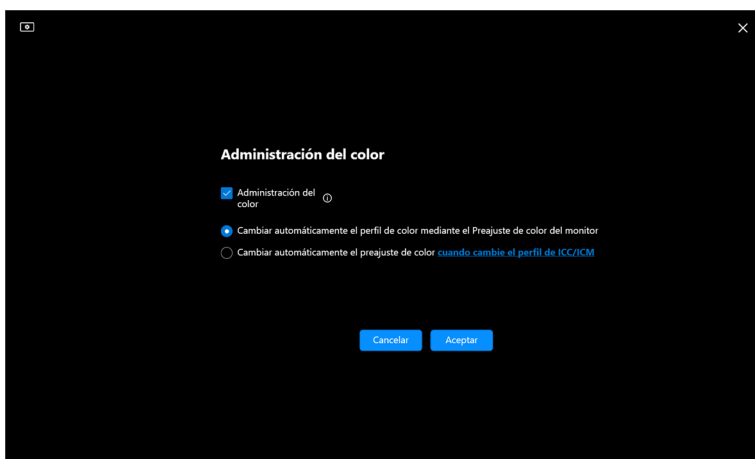 Administración del color
Administración del
color
Cambiar automáticamente el perfil de color mediante el Preajuste de color del monitor
Cambiar automáticamente el preajuste de color cuando cambie el perfil de ICC/ICM
Cancelar
Aceptar